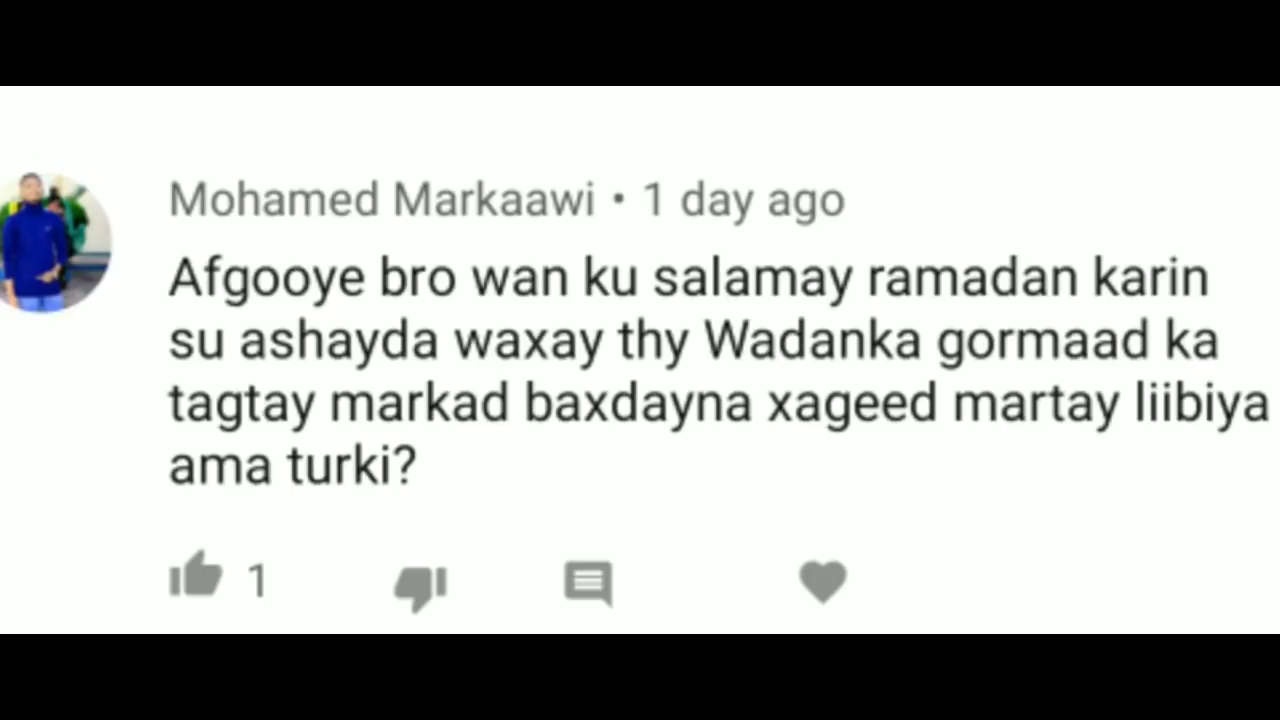 Mohamed Markaawi • 1 day ago
Afgooye bro wan ku salamay ramadan karin
su ashayda waxay thy Wadanka gormaad ka
tagtay markad baxdayna xageed martay liibiya
ama turki?
1